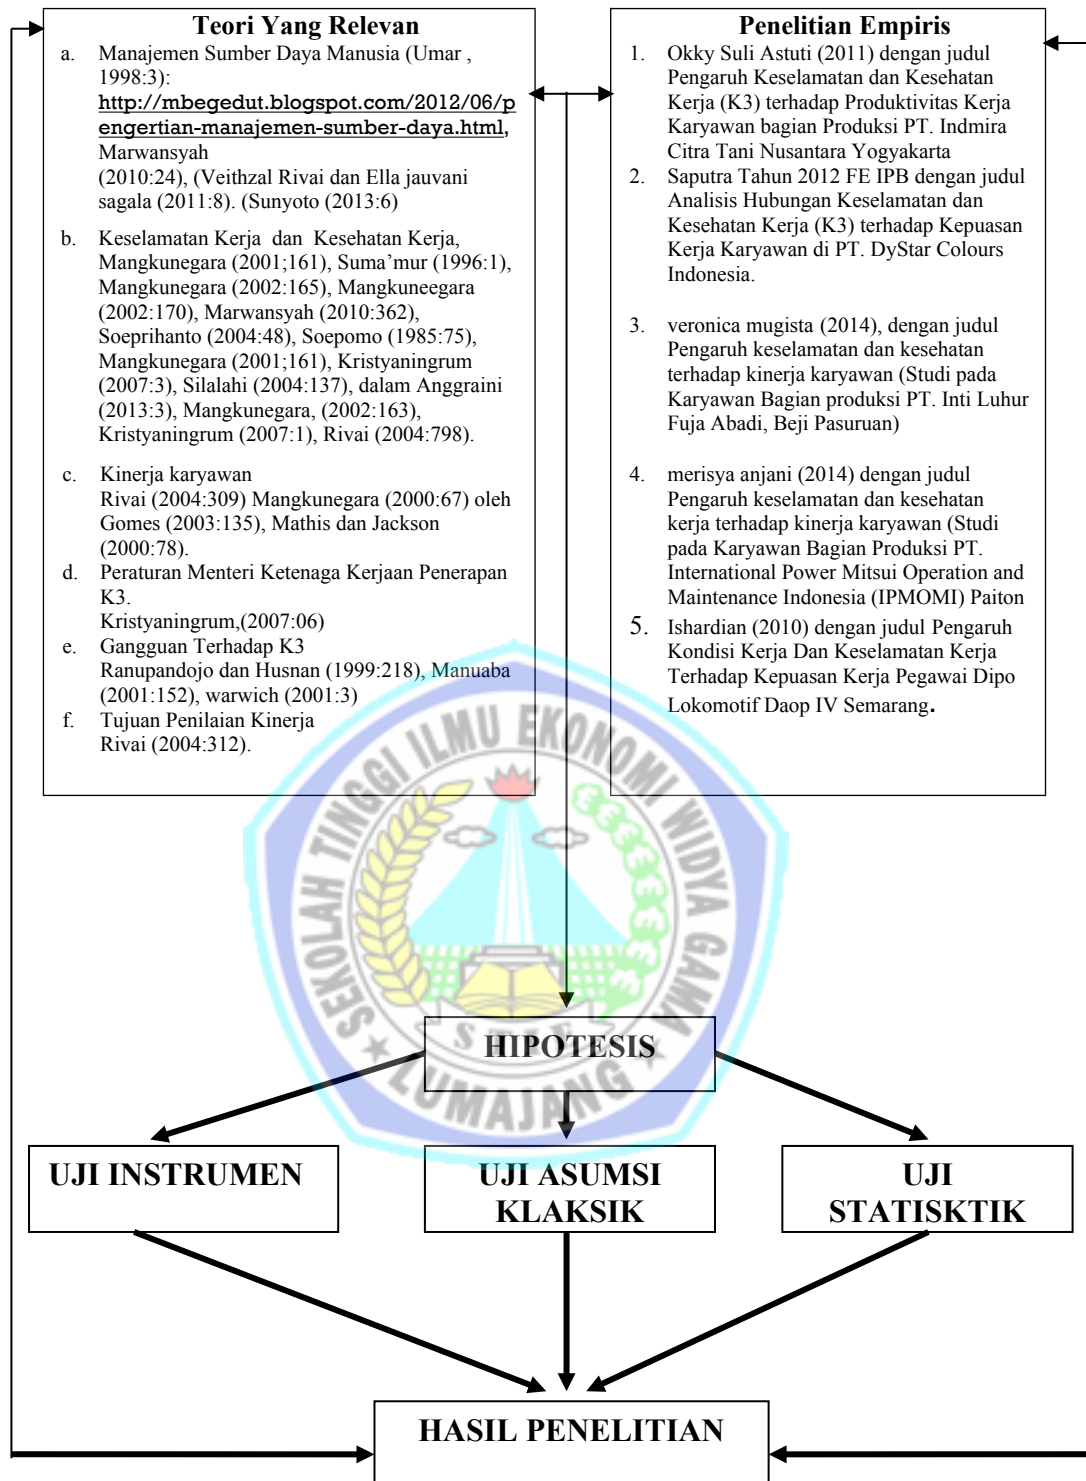 Teori Yang Relevan
a. Manajemen Sumber Daya Manusia (Umar ,
1998:3):
http://mbegedut.blogspot.com/2012/06/p
engertian-manajemen-sumber-daya.html,
Marwansyah
(2010:24), (Veithzal Rivai dan Ella jauvani
sagala (2011:8). (Sunyoto (2013:6)
b. Keselamatan Kerja dan Kesehatan Kerja,
Mangkunegara (2001;161), Suma'mur (1996:1),
Mangkunegara (2002:165), Mangkuneegara
(2002:170), Marwansyah (2010:362),
Soeprihanto (2004:48), Soepomo (1985:75),
Mangkunegara (2001;161), Kristyaningrum
(2007:3), Silalahi (2004:137), dalam Anggraini
(2013:3), Mangkunegara, (2002:163),
Kristyaningrum (2007:1), Rivai (2004:798).
c. Kinerja karyawan
Rivai (2004:309) Mangkunegara (2000:67) oleh
Gomes (2003:135), Mathis dan Jackson
(2000:78).
d. Peraturan Menteri Ketenaga Kerjaan Penerapan
K3.
Kristyaningrum,(2007:06)
e. Gangguan Terhadap K3
Ranupandojo dan Husnan (1999:218), Manuaba
(2001:152), warwich (2001:3)
f. Tujuan Penilaian Kinerja
Rivai (2004:312).
Penelitian Empiris
1. Okky Suli Astuti (2011) dengan judul
Pengaruh Keselamatan dan Kesehatan
Kerja (K3) terhadap Produktivitas Kerja
Karyawan bagian Produksi PT. Indmira
Citra Tani Nusantara Yogyakarta
2. Saputra Tahun 2012 FE IPB dengan judul
Analisis Hubungan Keselamatan dan
Kesehatan Kerja (K3) terhadap Kepuasan
Kerja Karyawan di PT. DyStar Colours
Indonesia.
3. veronica mugista (2014), dengan judul
Pengaruh keselamatan dan kesehatan
terhadap kinerja karyawan (Studi pada
Karyawan Bagian produksi PT. Inti Luhur
Fuja Abadi, Beji Pasuruan)
4. merisya anjani (2014) dengan judul
Pengaruh keselamatan dan kesehatan
kerja terhadap kinerja karyawan (Studi
pada Karyawan Bagian Produksi PT.
International Power Mitsui Operation and
Maintenance Indonesia (IPMOMI) Paiton
5. Ishardian (2010) dengan judul Pengaruh
Kondisi Kerja Dan Keselamatan Kerja
Terhadap Kepuasan Kerja Pegawai Dipo
Lokomotif Daop IV Semarang.
SEKOLAH TINGGI ILMU EKONOMI WIDYA GAMA
STIE
LUMAJANG
HIPOTESIS
UJI INSTRUMEN
UJI ASUMSI
KLAKSIK
UJI
STATISKTIK
HASIL PENELITIAN